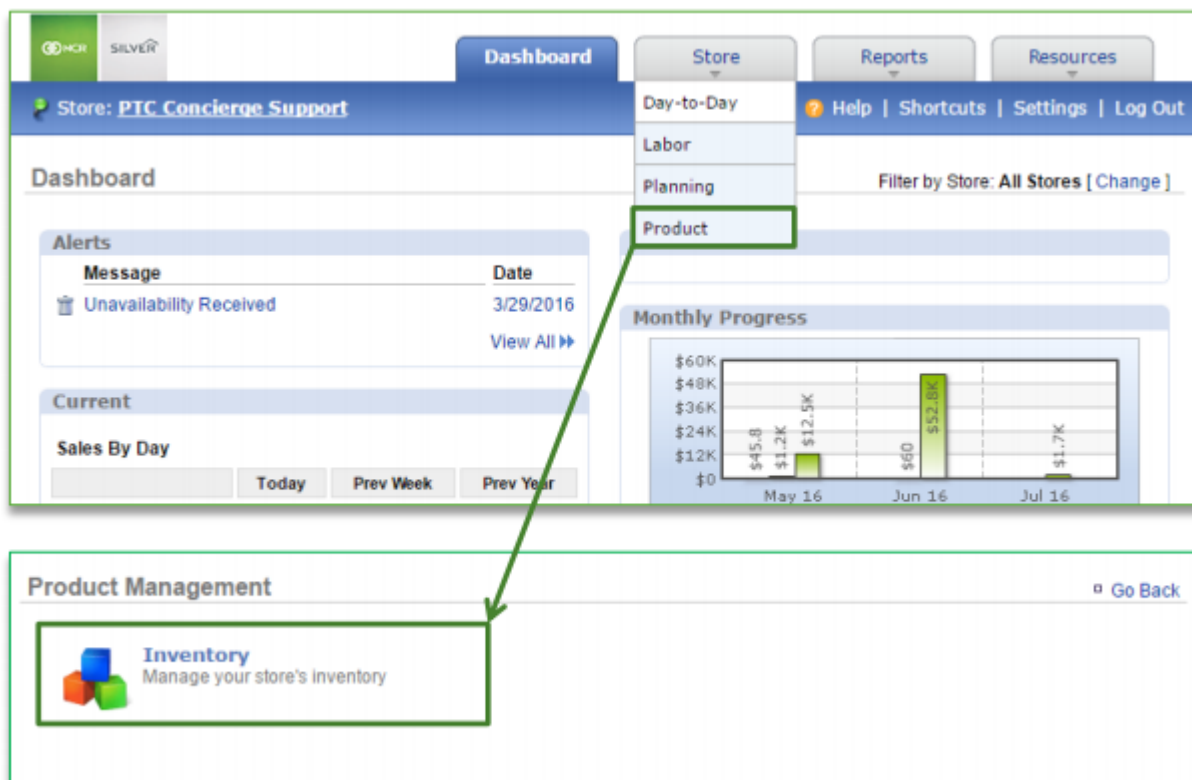 NCR SILVER
Dashboard Store Reports Resources
Store: PTC Concierge Support Day-to-Day Help | Shortcuts | Settings | Log Out
Labor
Dashboard Planning Filter by Store: All Stores [ Change ]
Product
Alerts
Message Date
Unavailability Received 3/29/2016
View All
Monthly Progress
$60K
$48K
$36K
$24K
$12K
$0
$45.8 $1.2K $12.5K $60 $52.8K $1.7K
May 16 Jun 16 Jul 16
Current
Sales By Day
Today Prev Week Prev Year
Product Management Go Back
Inventory
Manage your store's inventory